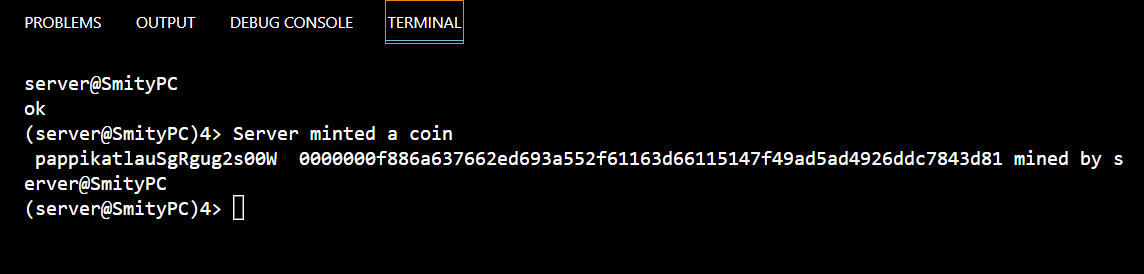 PROBLEMS OUTPUT DEBUG CONSOLE TERMINAL
server@SmityPC
ok
(server@SmityPC)4> Server minted a coin
pappikatlauSgRgug2s00W  0000000f886a637662ed693a552f61163d66115147f49ad5ad4926ddc7843d81 mined by s
erver@SmityPC
(server@SmityPC)4>